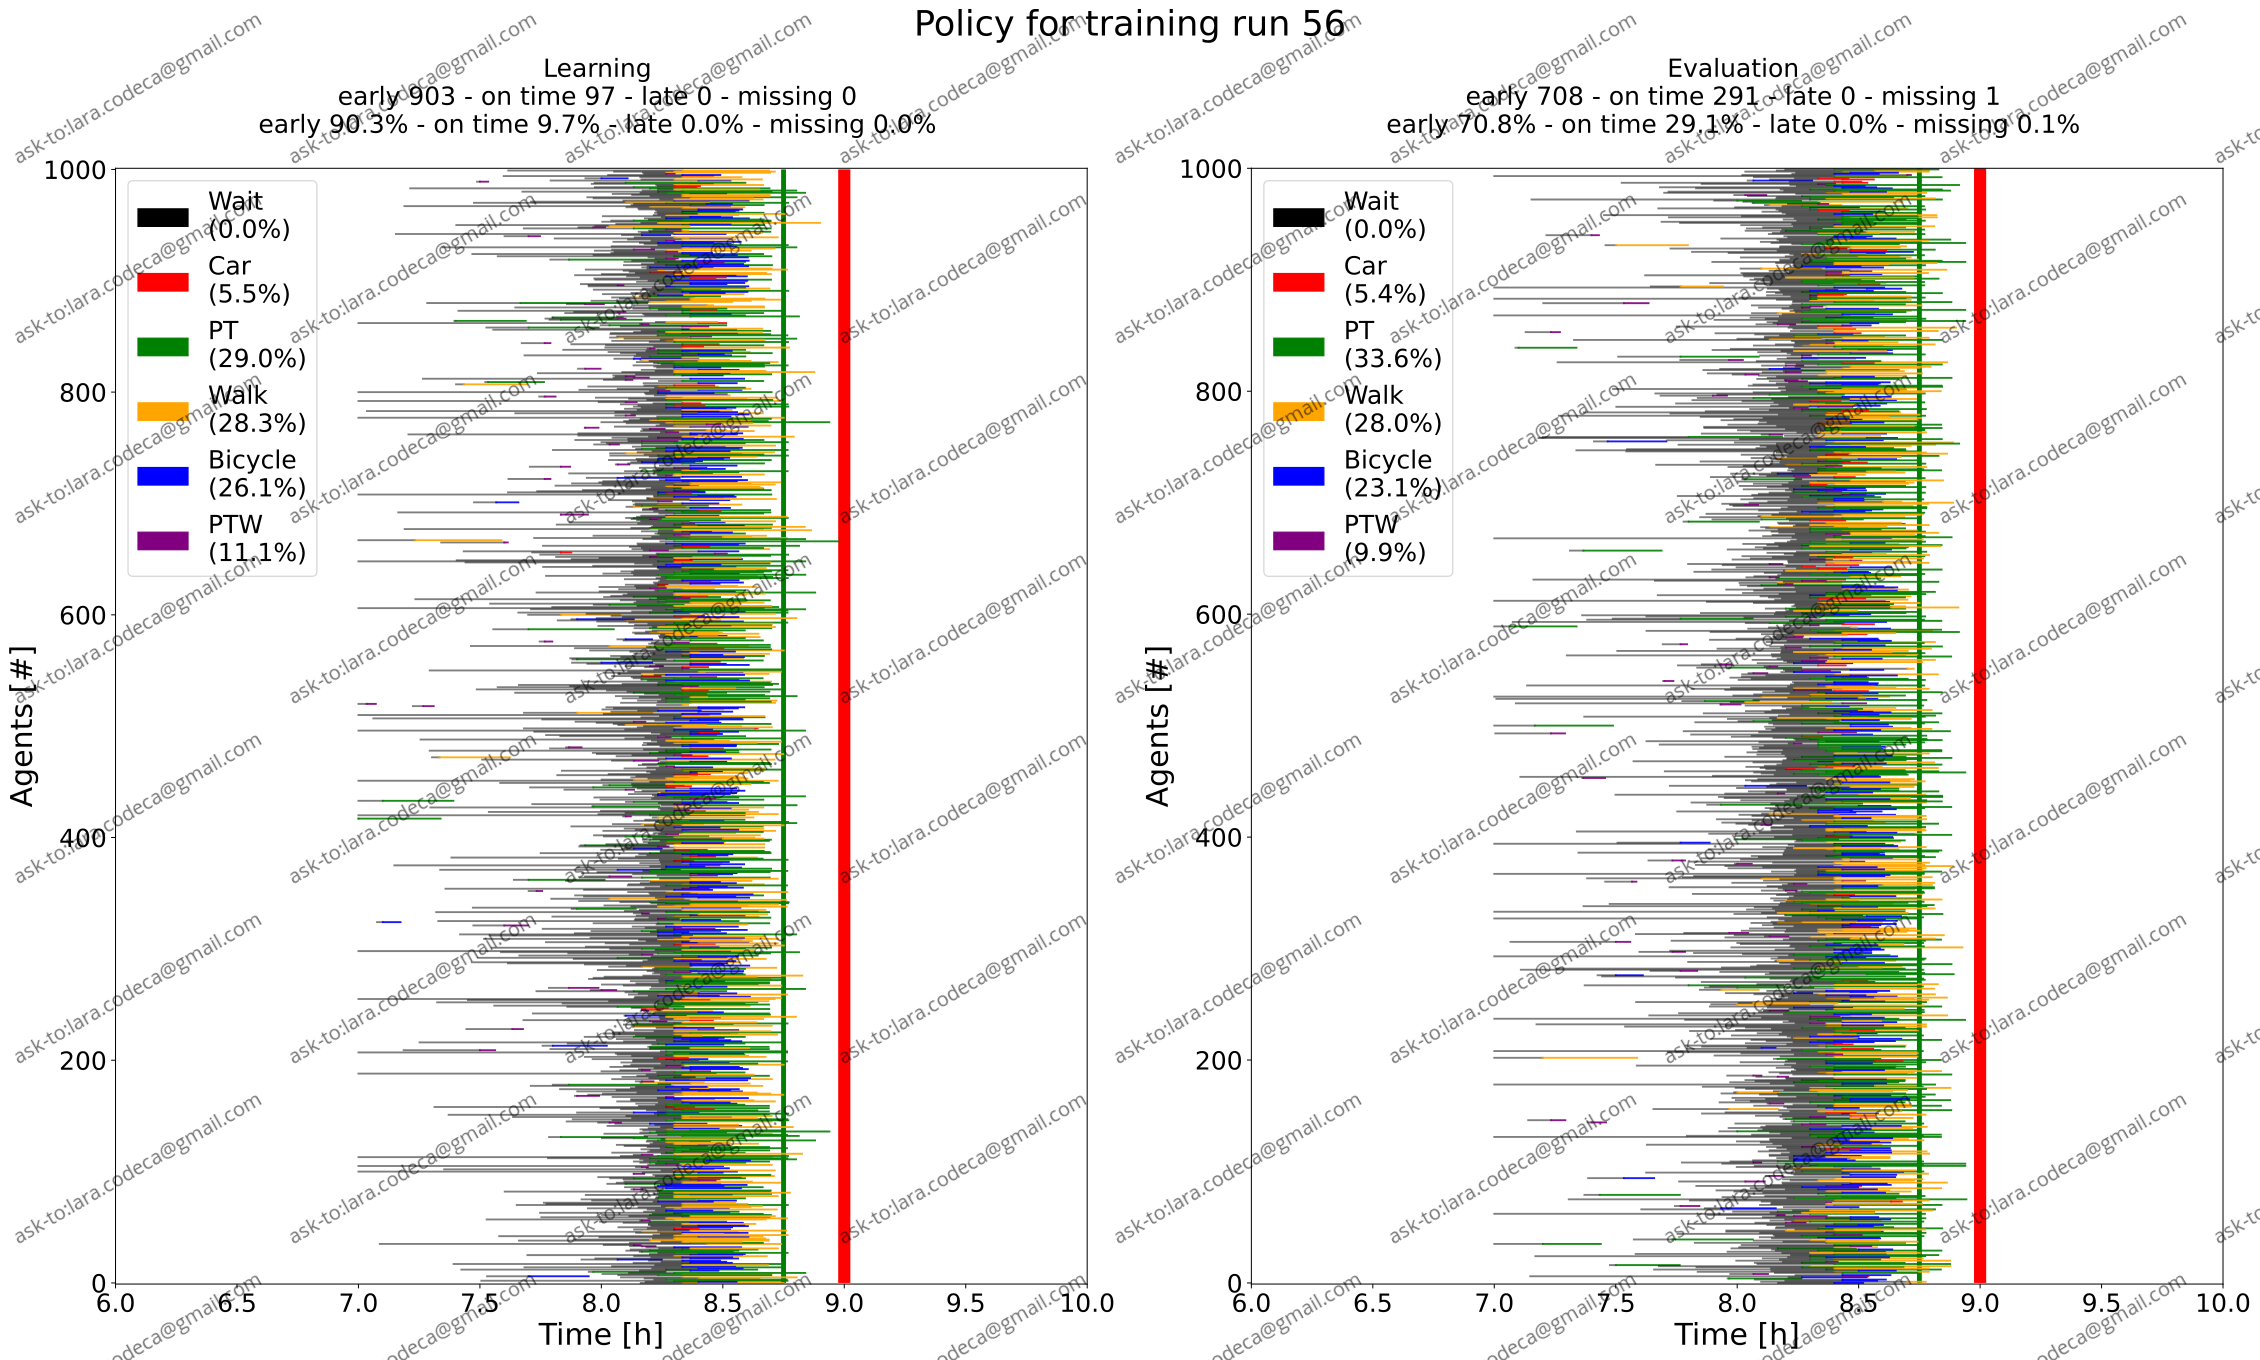 Policy for training run 56
Learning
early 903 - on time 97 - late 0 - missing 0
early 90.3% - on time 9.7% - late 0.0% - missing 0.0%
Agents [#]
1000
800
600
400
200
0
Wait
(0.0%)
Car
(5.5%)
PT
(29.0%)
Walk
(28.3%)
Bicycle
(26.1%)
PTW
(11.1%)
6.0 6.5 7.0 7.5 8.0 8.5 9.0 9.5 10.0
Time [h]
Evaluation
early 708 - on time 291 - late 0 - missing 1
early 70.8% - on time 29.1% - late 0.0% - missing 0.1%
Agents [#]
1000
800
600
400
200
0
Wait
(0.0%)
Car
(5.4%)
PT
(33.6%)
Walk
(28.0%)
Bicycle
(23.1%)
PTW
(9.9%)
6.0 6.5 7.0 7.5 8.0 8.5 9.0 9.5 10.0
Time [h]
ask-to:lara.codeca@gmail.com